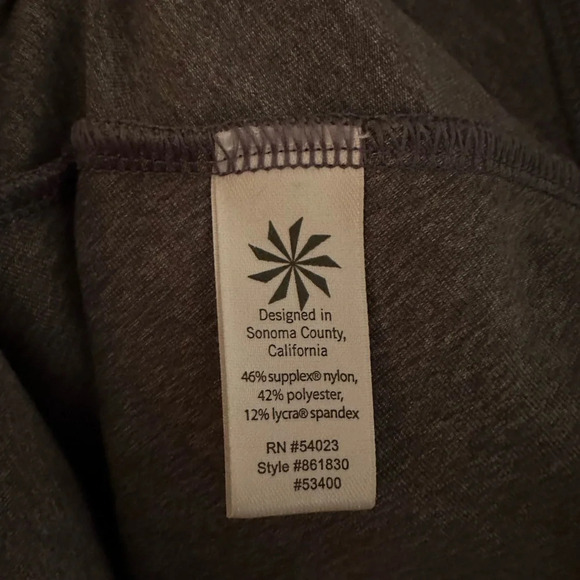 Designed in
Sonoma County,
California
46% supplex® nylon,
42% polyester,
12% lycra® spandex
RN #54023
Style #861830
#53400